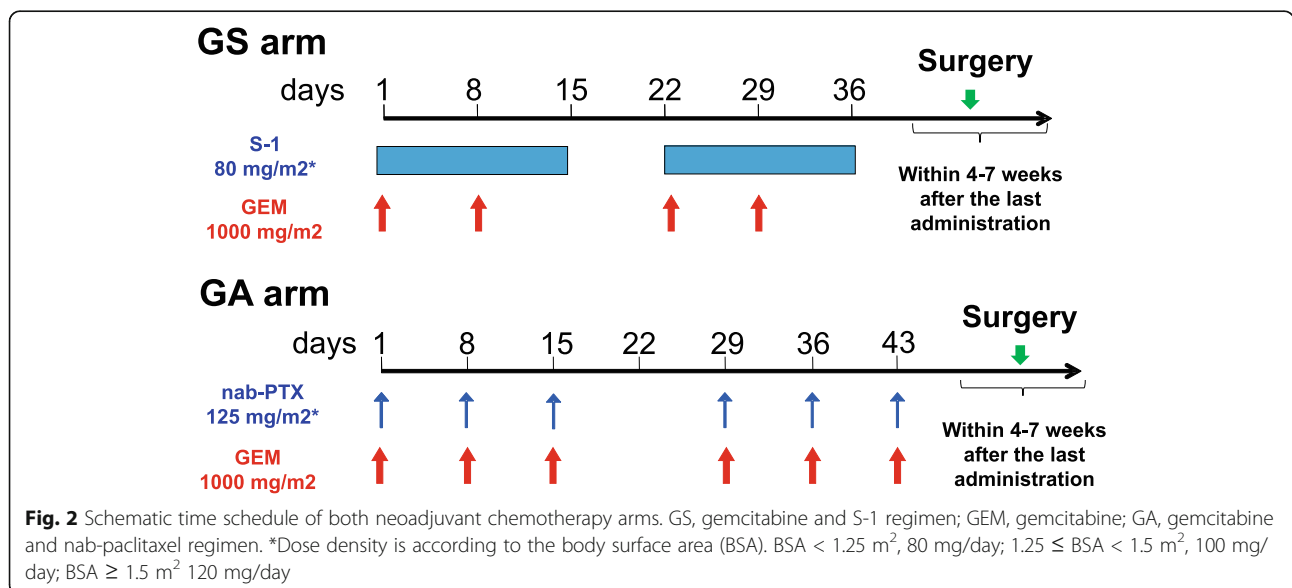 GS arm
Surgery
days 1 8 15 22 29 36
S-1
80 mg/m2*
Within 4-7 weeks
after the last
administration
GEM
1000 mg/m2
GA arm
Surgery
days 1 8 15 22 29 36 43
nab-PTX
125 mg/m2*
Within 4-7 weeks
after the last
administration
GEM
1000 mg/m2
Fig. 2 Schematic time schedule of both neoadjuvant chemotherapy arms. GS, gemcitabine and S-1 regimen; GEM, gemcitabine; GA, gemcitabine
and nab-paclitaxel regimen. *Dose density is according to the body surface area (BSA). BSA < 1.25 m², 80 mg/day; 1.25 ≤ BSA < 1.5 m², 100 mg/
day; BSA ≥ 1.5 m² 120 mg/day